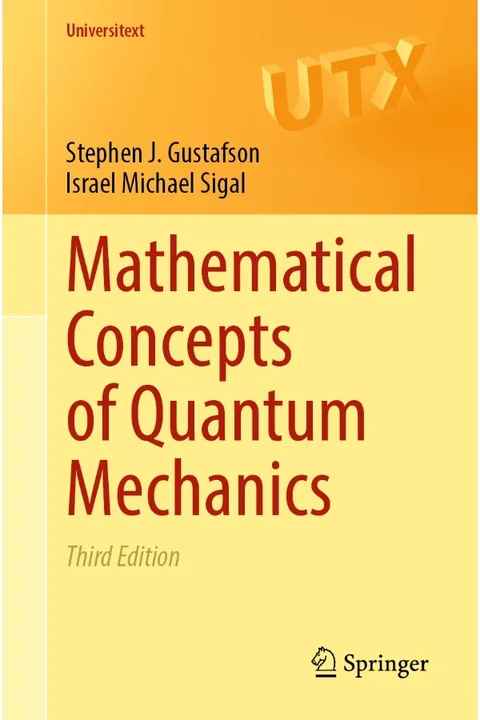 Universitext
UTX
Stephen J. Gustafson
Israel Michael Sigal
Mathematical
Concepts
of Quantum
Mechanics
Third Edition
Springer